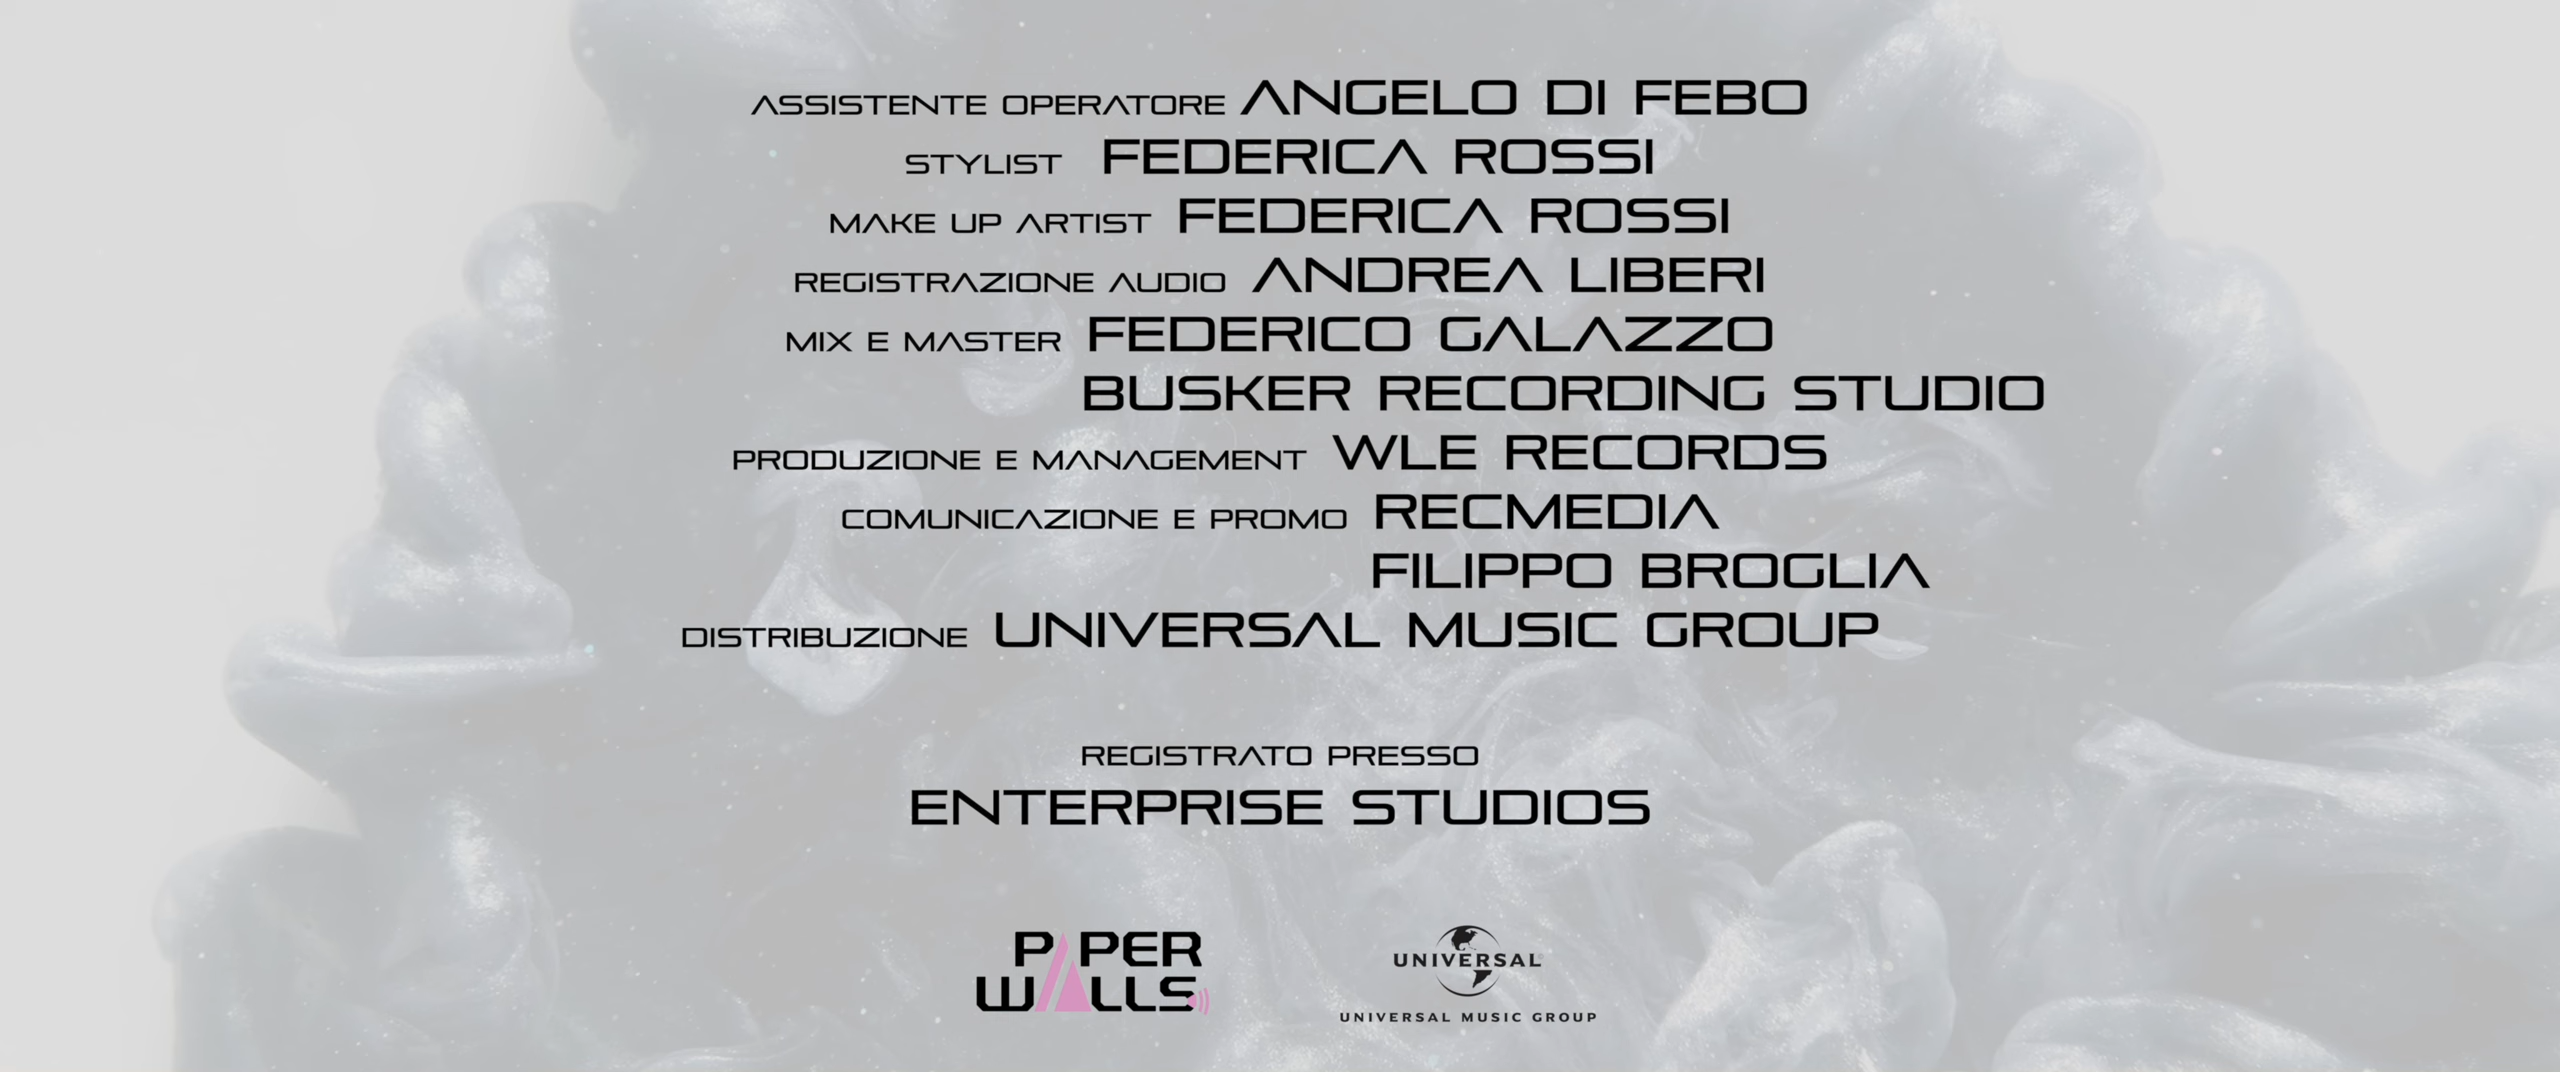 ASSISTENTE OPERATORE ANGELO DI FEBO
STYLIST FEDERICA ROSSI
MAKE UP ARTIST FEDERICA ROSSI
REGISTRAZIONE AUDIO ANDREA LIBERI
MIX E MASTER FEDERICO GALAZZO
BUSKER RECORDING STUDIO
PRODUZIONE E MANAGEMENT WLE RECORDS
COMUNICAZIONE E PROMO RECMEDIA
FILIPPO BROGLIA
DISTRIBUZIONE UNIVERSAL MUSIC GROUP
REGISTRATO PRESSO
ENTERPRISE STUDIOS
PAPER
WALLS
UNIVERSAL
UNIVERSAL MUSIC GROUP